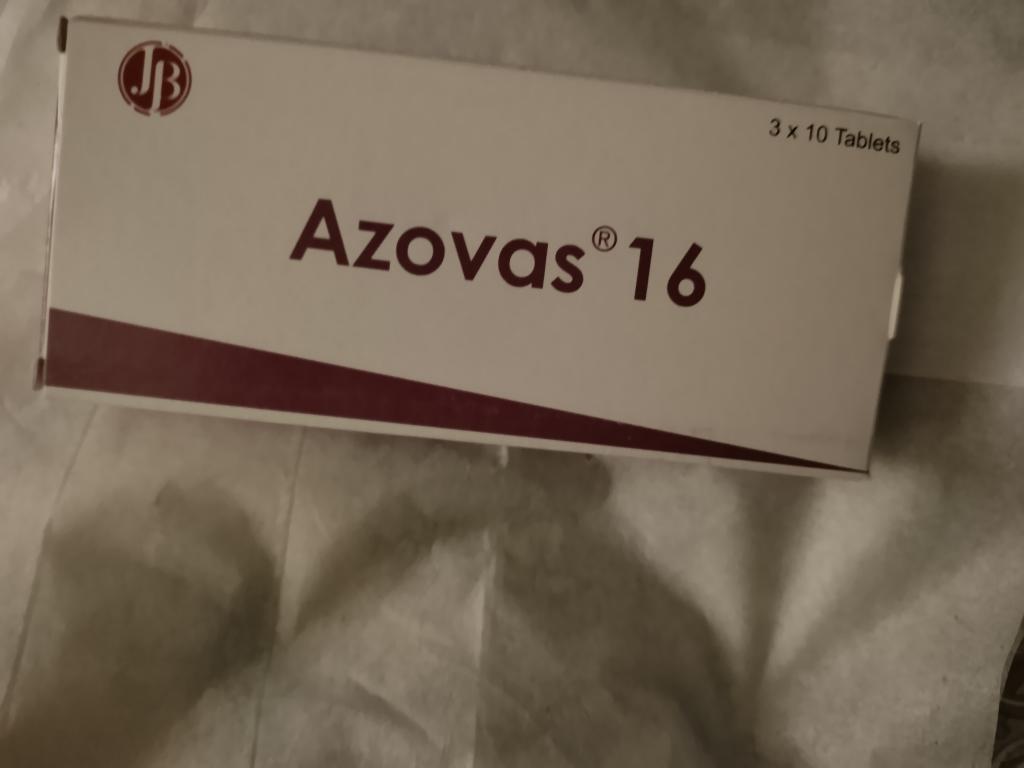 JB
3 x 10 Tablets
Azovas® 16